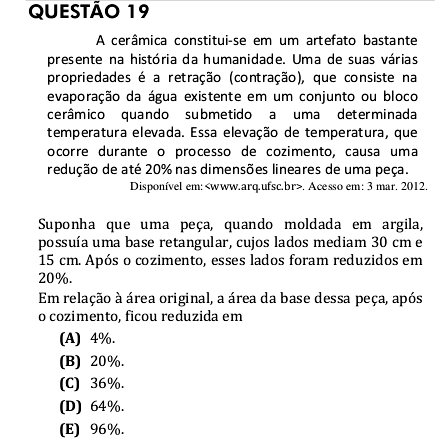 QUESTÃO 19
A cerâmica constitui-se em um artefato bastante
presente na história da humanidade. Uma de suas várias
propriedades é a retração (contração), que consiste na
evaporação da água existente em um conjunto ou bloco
cerâmico quando submetido a uma determinada
temperatura elevada. Essa elevação de temperatura, que
ocorre durante o processo de cozimento, causa uma
redução de até 20% nas dimensões lineares de uma peça.
Disponível em: <www.arq.ufsc.br>. Acesso em: 3 mar. 2012.
Suponha que uma peça, quando moldada em argila,
possuía uma base retangular, cujos lados mediam 30 cm e
15 cm. Após o cozimento, esses lados foram reduzidos em
20%.
Em relação à área original, a área da base dessa peça, após
o cozimento, ficou reduzida em
(A) 4%.
(B) 20%.
(C) 36%.
(D) 64%.
(E) 96%.